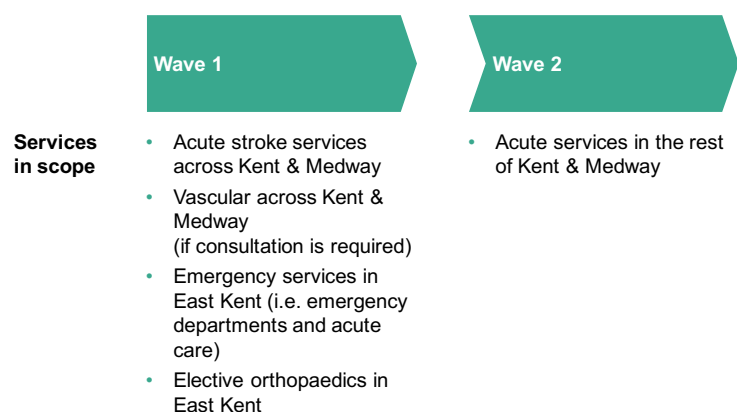 Wave 1
Wave 2
Services
in scope
• Acute stroke services
across Kent & Medway
• Vascular across Kent &
Medway
(if consultation is required)
• Emergency services in
East Kent (i.e. emergency
departments and acute
care)
• Elective orthopaedics in
East Kent
• Acute services in the rest
of Kent & Medway